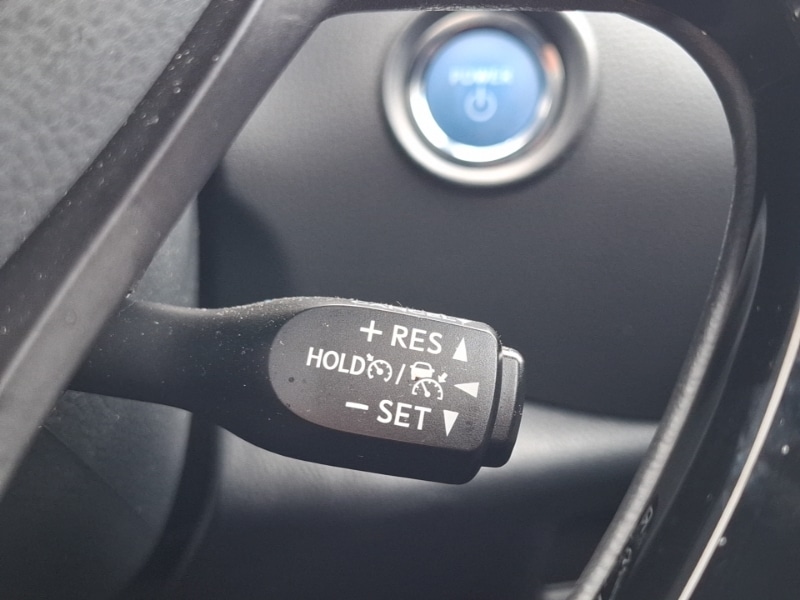 POWER
+ RES
HOLD /
- SET